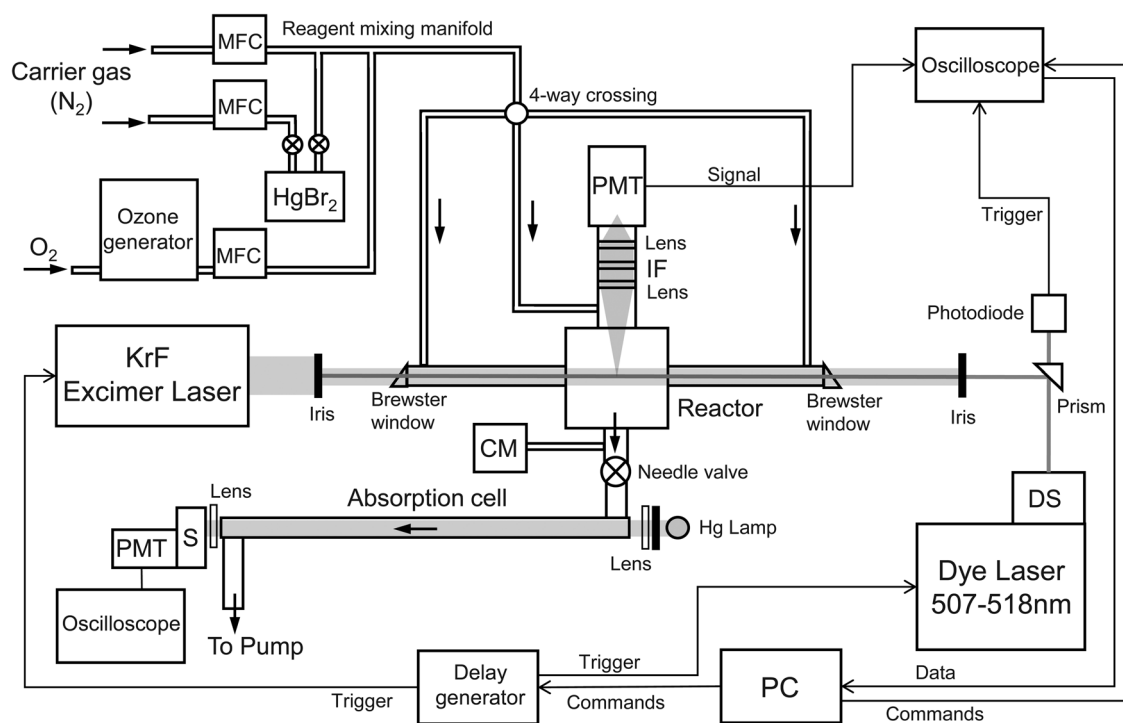 MFC
Reagent mixing manifold
Carrier gas
(N₂)
MFC
4-way crossing
Oscilloscope
HgBr₂
PMT
Signal
Trigger
Ozone
generator
O₂
MFC
Lens
IF
Lens
Photodiode
KrF
Excimer Laser
Iris
Brewster
window
Reactor
Brewster
window
Iris
Prism
CM
Needle valve
Absorption cell
Lens
DS
PMT
S
Lens
Hg Lamp
Dye Laser
507-518nm
Oscilloscope
To Pump
Trigger
Delay
generator
Trigger
Commands
PC
Data
Commands